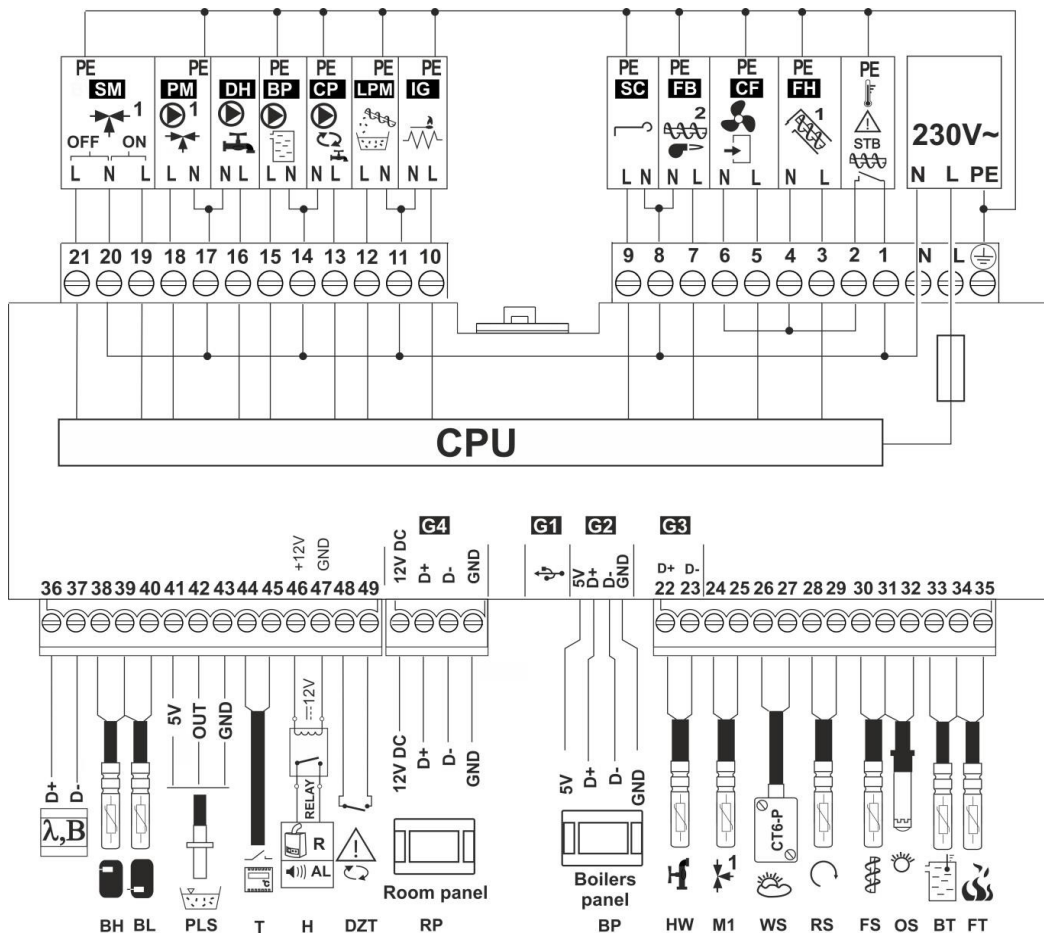 PE PE PE PE PE PE PE PE PE PE PE
SM PM DH BP CP LPM IG SC FB CF FH
1 1 2 1
OFF ON STB 230V~
L N L L N N L L N N L L N N L L N N L N L N L N L PE
21 20 19 18 17 16 15 14 13 12 11 10 9 8 7 6 5 4 3 2 1 N L
CPU
G4 G1 G2 G3
+12V GND 12V DC D+ D- GND 5V D+ D- GND D+ D-
36 37 38 39 40 41 42 43 44 45 46 47 48 49 22 23 24 25 26 27 28 29 30 31 32 33 34 35
5V OUT GND 12V
D+ D- RELAY 12V DC D+ D- GND 5V D+ D- GND
λ,B CT6-P 1
R
°C AL
Room panel Boilers
panel
BH BL PLS T H DZT RP BP HW M1 WS RS FS OS BT FT